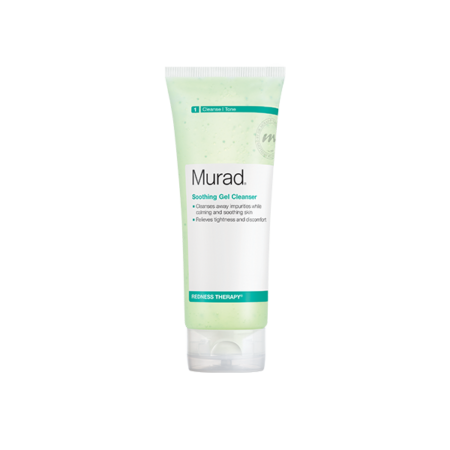 1 Cleanse | Tone
m
Murad.
Soothing Gel Cleanser
• Cleanses away impurities while
calming and soothing skin
• Relieves tightness and discomfort
REDNESS THERAPY®